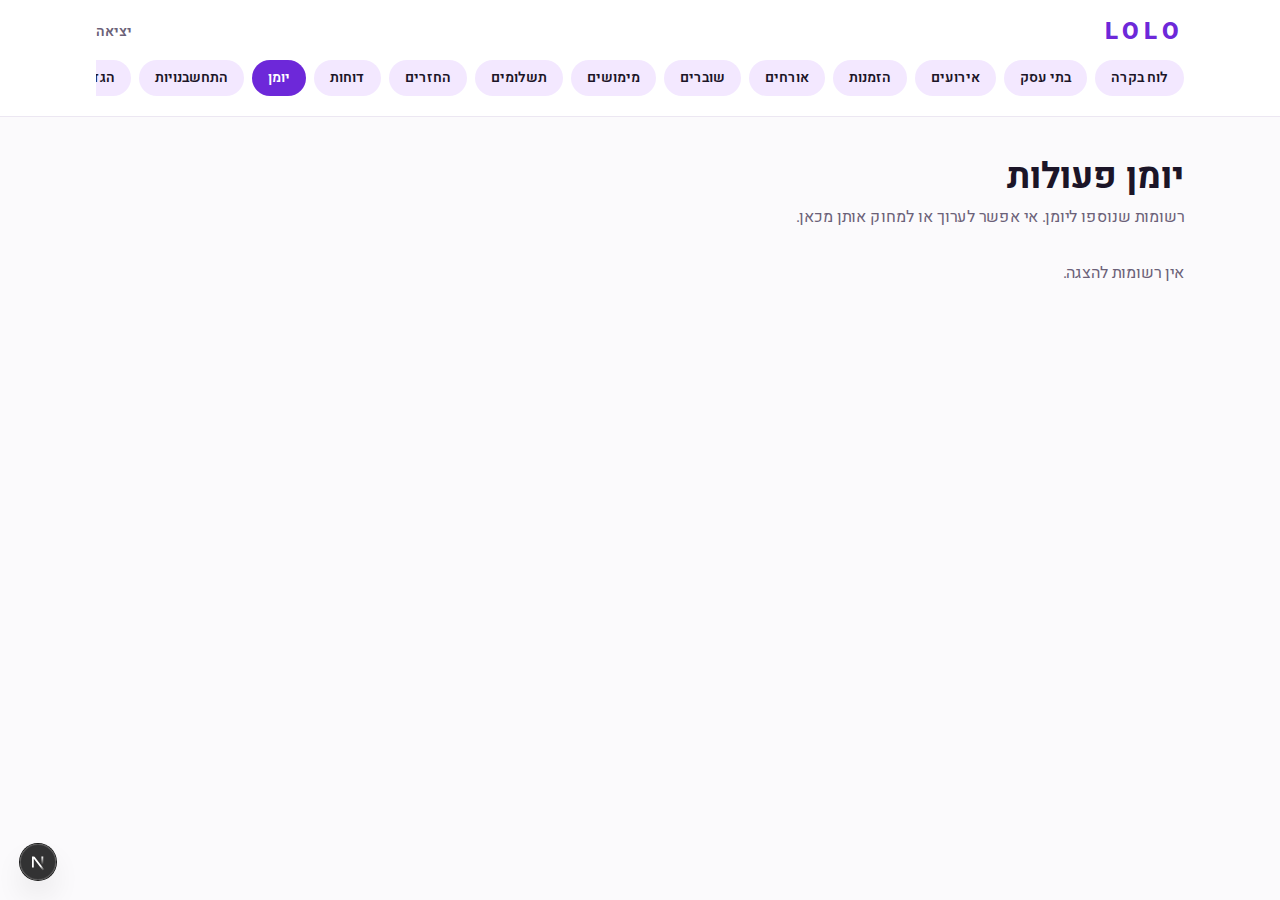 LOLO
יציאה
לוח בקרה
בתי עסק
אירועים
הזמנות
אורחים
שוברים
מימושים
תשלומים
החזרים
דוחות
יומן
התחשבנויות
יומן פעולות
רשומות שנוספו ליומן. אי אפשר לערוך או למחוק אותן מכאן.
אין רשומות להצגה.